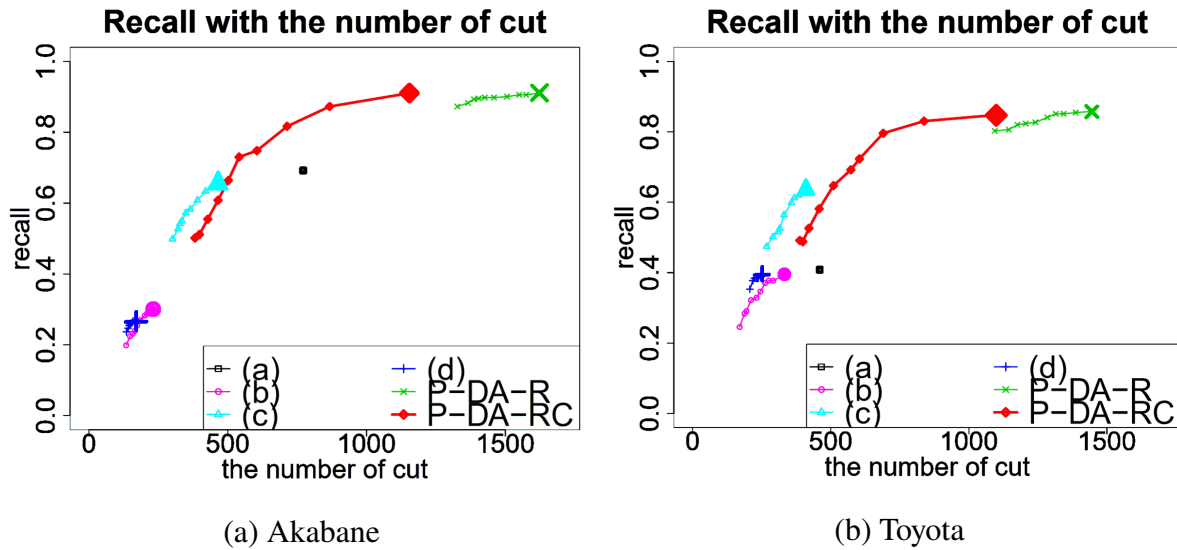 Recall with the number of cut
recall
0.0 0.2 0.4 0.6 0.8 1.0
(a) (d)
(b) P-DA-R
(c) P-DA-RC
0 500 1000 1500
the number of cut
(a) Akabane
Recall with the number of cut
recall
0.0 0.2 0.4 0.6 0.8 1.0
(a) (d)
(b) P-DA-R
(c) P-DA-RC
0 500 1000 1500
the number of cut
(b) Toyota